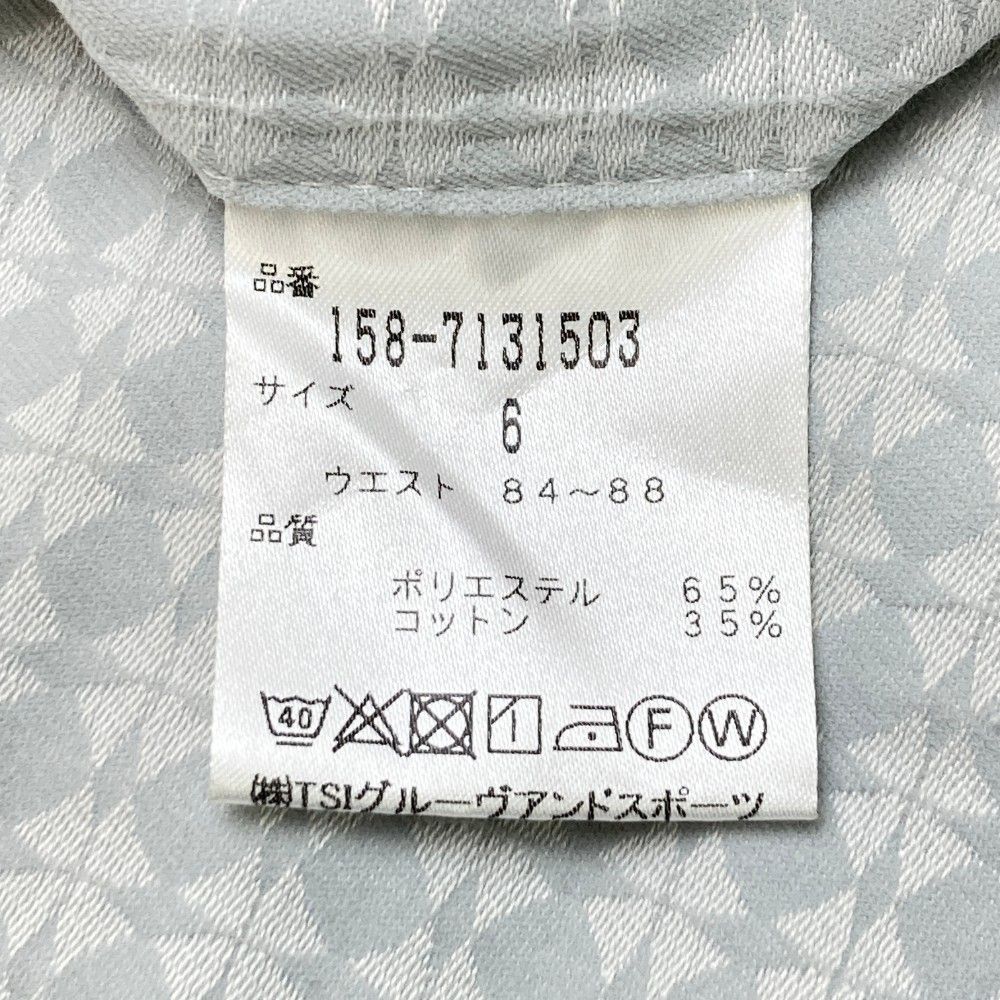 品番
158-7131503
サイズ
6
ウエスト 84～88
品質
ポリエステル 65%
コットン 35%
40 1 F W
(株)TSIグルーヴアンドスポーツ